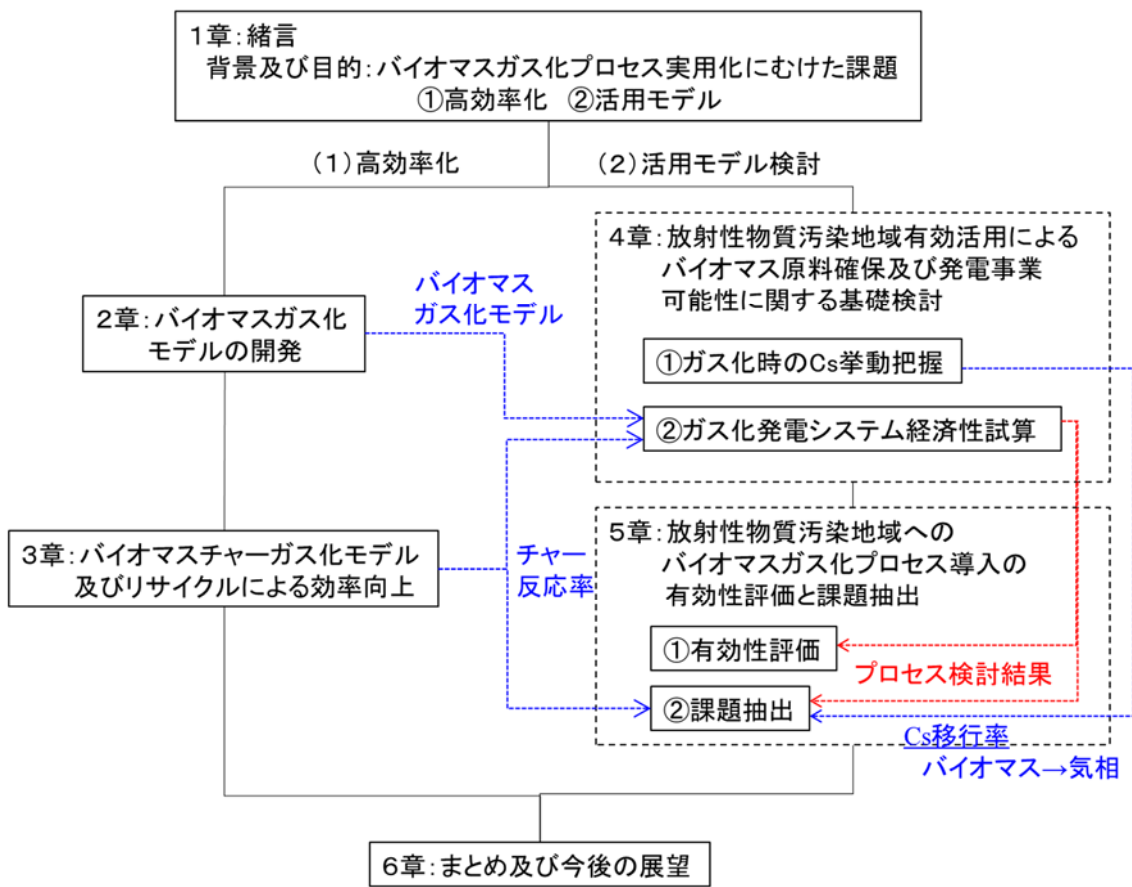 1章：緒言
背景及び目的：バイオマスガス化プロセス実用化にむけた課題
①高効率化　②活用モデル
（1）高効率化
（2）活用モデル検討
2章：バイオマスガス化
モデルの開発
バイオマス
ガス化モデル
4章：放射性物質汚染地域有効活用による
バイオマス原料確保及び発電事業
可能性に関する基礎検討
①ガス化時のCs挙動把握
②ガス化発電システム経済性試算
3章：バイオマスチャーガス化モデル
及びリサイクルによる効率向上
チャー
反応率
5章：放射性物質汚染地域への
バイオマスガス化プロセス導入の
有効性評価と課題抽出
①有効性評価
プロセス検討結果
②課題抽出
Cs移行率
バイオマス→気相
6章：まとめ及び今後の展望